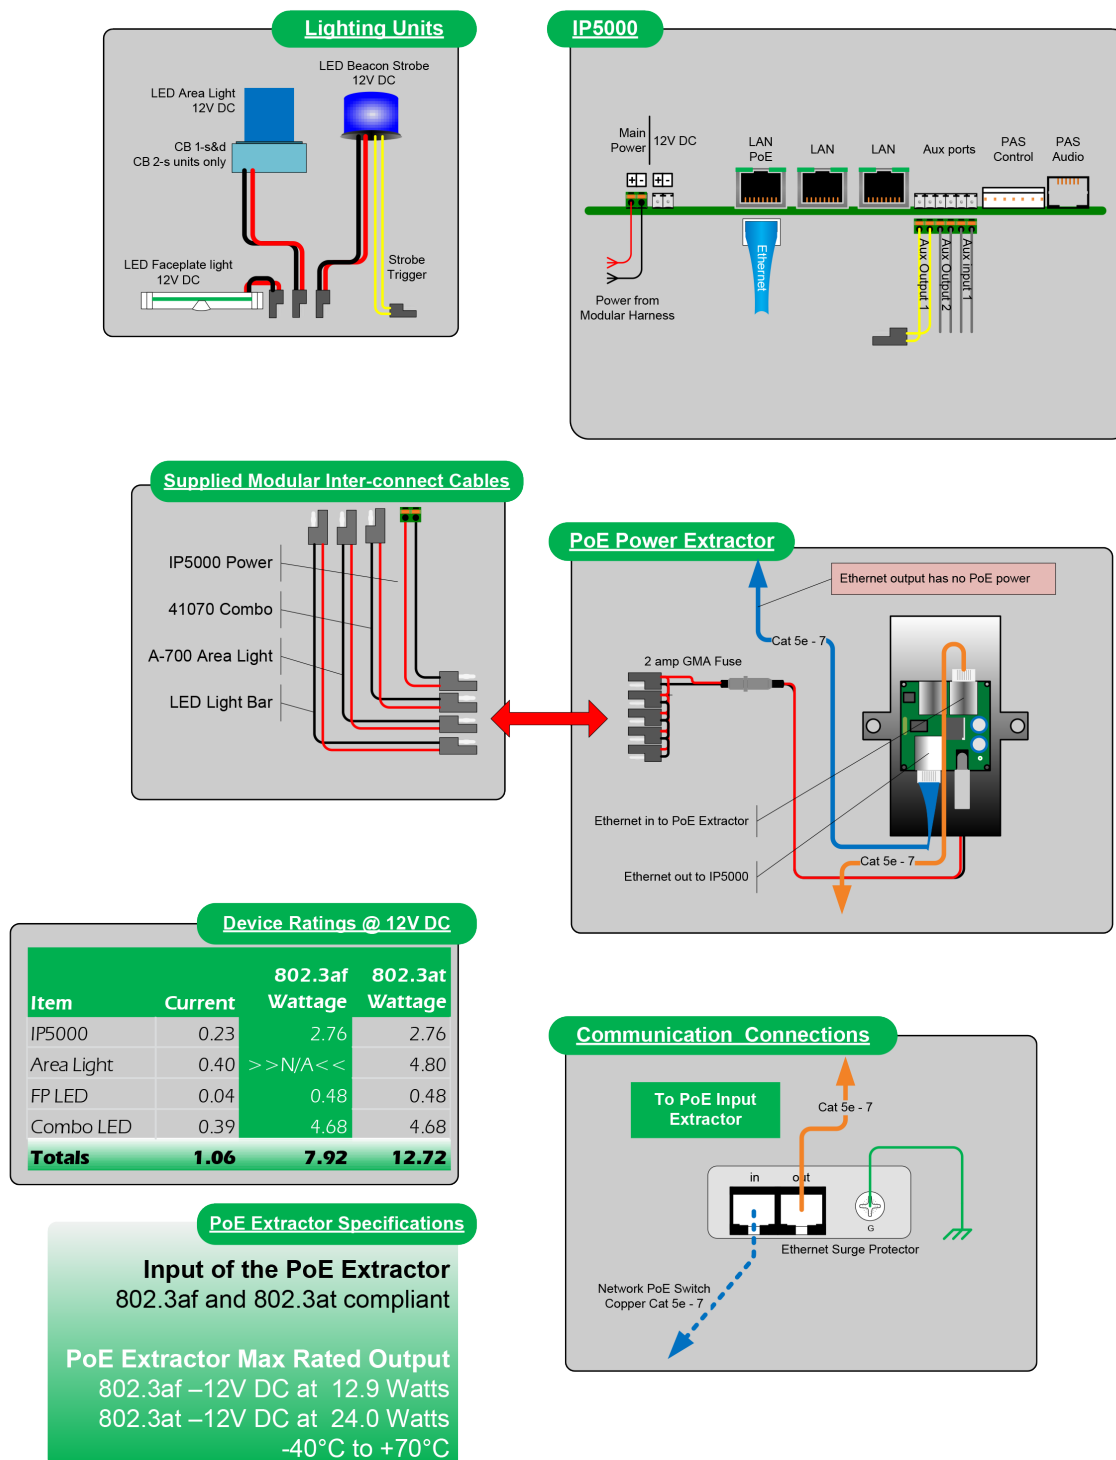 Lighting Units
LED Beacon Strobe
12V DC
LED Area Light
12V DC
CB 1-s&d
CB 2-s units only
LED Faceplate light
12V DC
Strobe
Trigger
IP5000
Main
Power
12V DC
+ -
+ -
LAN
PoE
LAN
LAN
Aux ports
PAS
Control
PAS
Audio
Ethernet
Aux Output 1
Aux Output 2
Aux input 1
Power from
Modular Harness
Supplied Modular Inter-connect Cables
IP5000 Power
41070 Combo
A-700 Area Light
LED Light Bar
PoE Power Extractor
Ethernet output has no PoE power
Cat 5e - 7
2 amp GMA Fuse
Ethernet in to PoE Extractor
Cat 5e - 7
Ethernet out to IP5000
Device Ratings @ 12V DC
Item Current 802.3af Wattage 802.3at Wattage
IP5000 0.23 2.76 2.76
Area Light 0.40 >>N/A<< 4.80
FP LED 0.04 0.48 0.48
Combo LED 0.39 4.68 4.68
Totals 1.06 7.92 12.72
PoE Extractor Specifications
Input of the PoE Extractor
802.3af and 802.3at compliant
PoE Extractor Max Rated Output
802.3af –12V DC at 12.9 Watts
802.3at –12V DC at 24.0 Watts
-40°C to +70°C
Communication Connections
To PoE Input
Extractor
Cat 5e - 7
in out
G
Ethernet Surge Protector
Network PoE Switch
Copper Cat 5e - 7